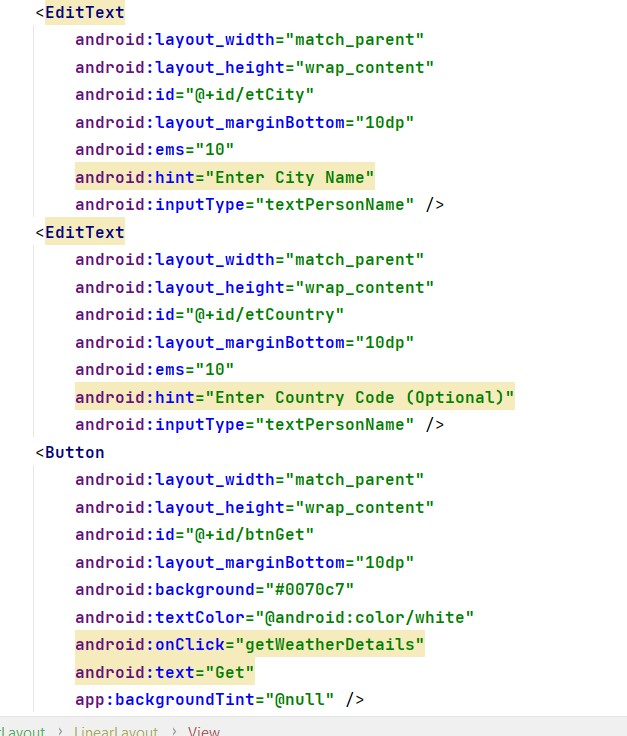 <EditText
android:layout_width="match_parent"
android:layout_height="wrap_content"
android:id="@+id/etCity"
android:layout_marginBottom="10dp"
android:ems="10"
android:hint="Enter City Name"
android:inputType="textPersonName" />
<EditText
android:layout_width="match_parent"
android:layout_height="wrap_content"
android:id="@+id/etCountry"
android:layout_marginBottom="10dp"
android:ems="10"
android:hint="Enter Country Code (Optional)"
android:inputType="textPersonName" />
<Button
android:layout_width="match_parent"
android:layout_height="wrap_content"
android:id="@+id/btnGet"
android:layout_marginBottom="10dp"
android:background="#0070c7"
android:textColor="@android:color/white"
android:onClick="getWeatherDetails"
android:text="Get"
app:backgroundTint="@null" />
Layout > LinearLayout > View